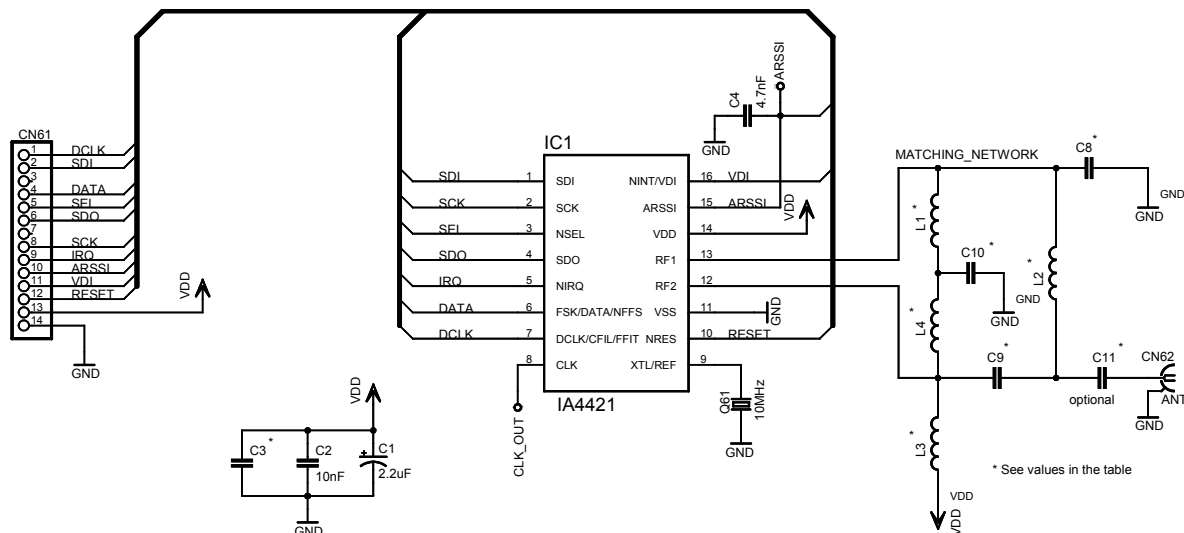 CN61
1 DCLK
2 SDI
3
4 DATA
5 SEL
6 SDO
7
8 SCK
9 IRQ
10 ARSSI
11 VDI
12 RESET
13
14
VDD
GND
IC1
SDI 1 SDI
SCK 2 SCK
SEL 3 NSEL
SDO 4 SDO
IRQ 5 NIRQ
DATA 6 FSK/DATA/NFFS
DCLK 7 DCLK/CFIL/FFIT
8 CLK
NINT/VDI 16 VDI
ARSSI 15 ARSSI
VDD 14
RF1 13
RF2 12
VSS 11
NRES 10 RESET
XTL/REF 9
IA4421
CLK_OUT
C4
4.7nF
ARSSI
GND
VDD
GND
Q61
10MHz
GND
VDD
C3 *
C2
10nF
C1
+
2.2uF
GND
MATCHING_NETWORK
C8 *
GND
GND
L1 *
C10 *
GND
GND
L2 *
L4 *
C9 *
C11 *
optional
CN62
ANT
GND
L3 *
* See values in the table
VDD
VDD